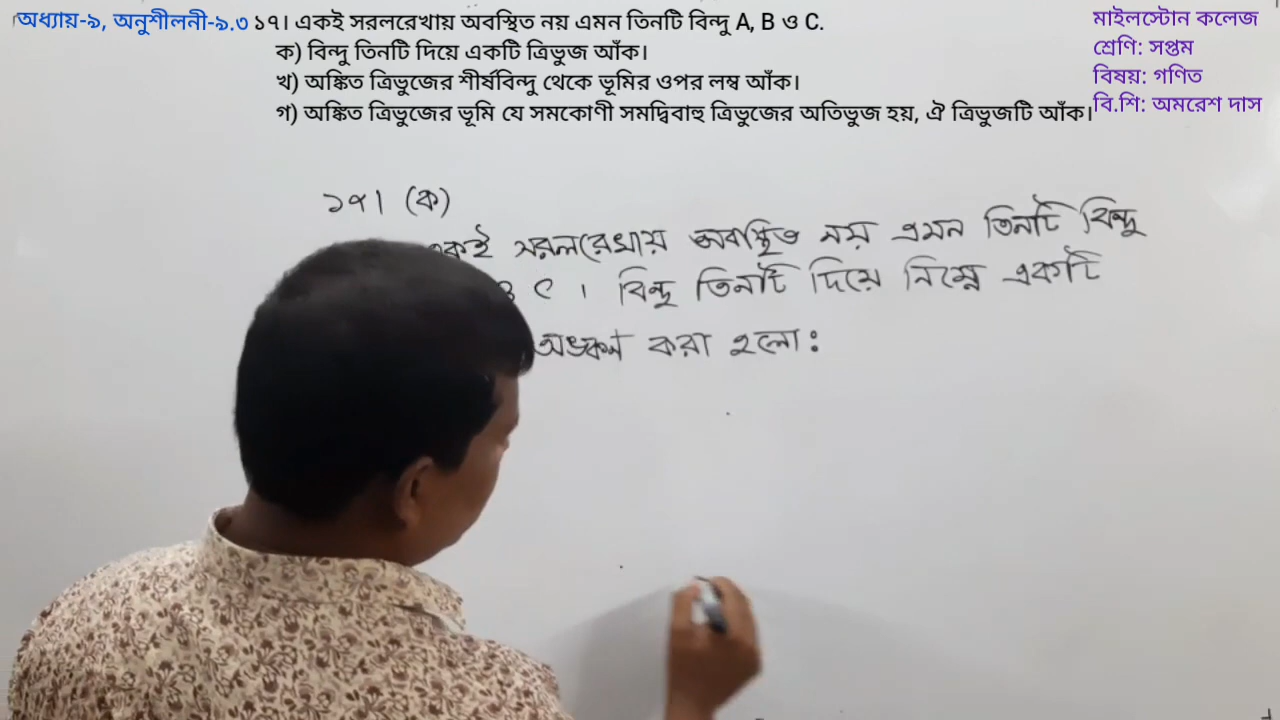 অধ্যায়-৯, অনুশীলনী-৯.৩ ১৭। একই সরলরেখায় অবস্থিত নয় এমন তিনটি বিন্দু A, B ও C.
ক) বিন্দু তিনটি দিয়ে একটি ত্রিভুজ আঁক।
খ) অঙ্কিত ত্রিভুজের শীর্ষবিন্দু থেকে ভূমির ওপর লম্ব আঁক।
গ) অঙ্কিত ত্রিভুজের ভূমি যে সমকোণী সমদ্বিবাহু ত্রিভুজের অতিভুজ হয়, ঐ ত্রিভুজটি আঁক।
মাইলস্টোন কলেজ
শ্রেণি: সপ্তম
বিষয়: গণিত
বি.শি: অমরেশ দাস
১৭। (ক)
একই সরলরেখায় অবস্থিত নয় এমন তিনটি বিন্দু
ও C । বিন্দু তিনটি দিয়ে নিম্নে একটি
অঙ্কন করা হলো: